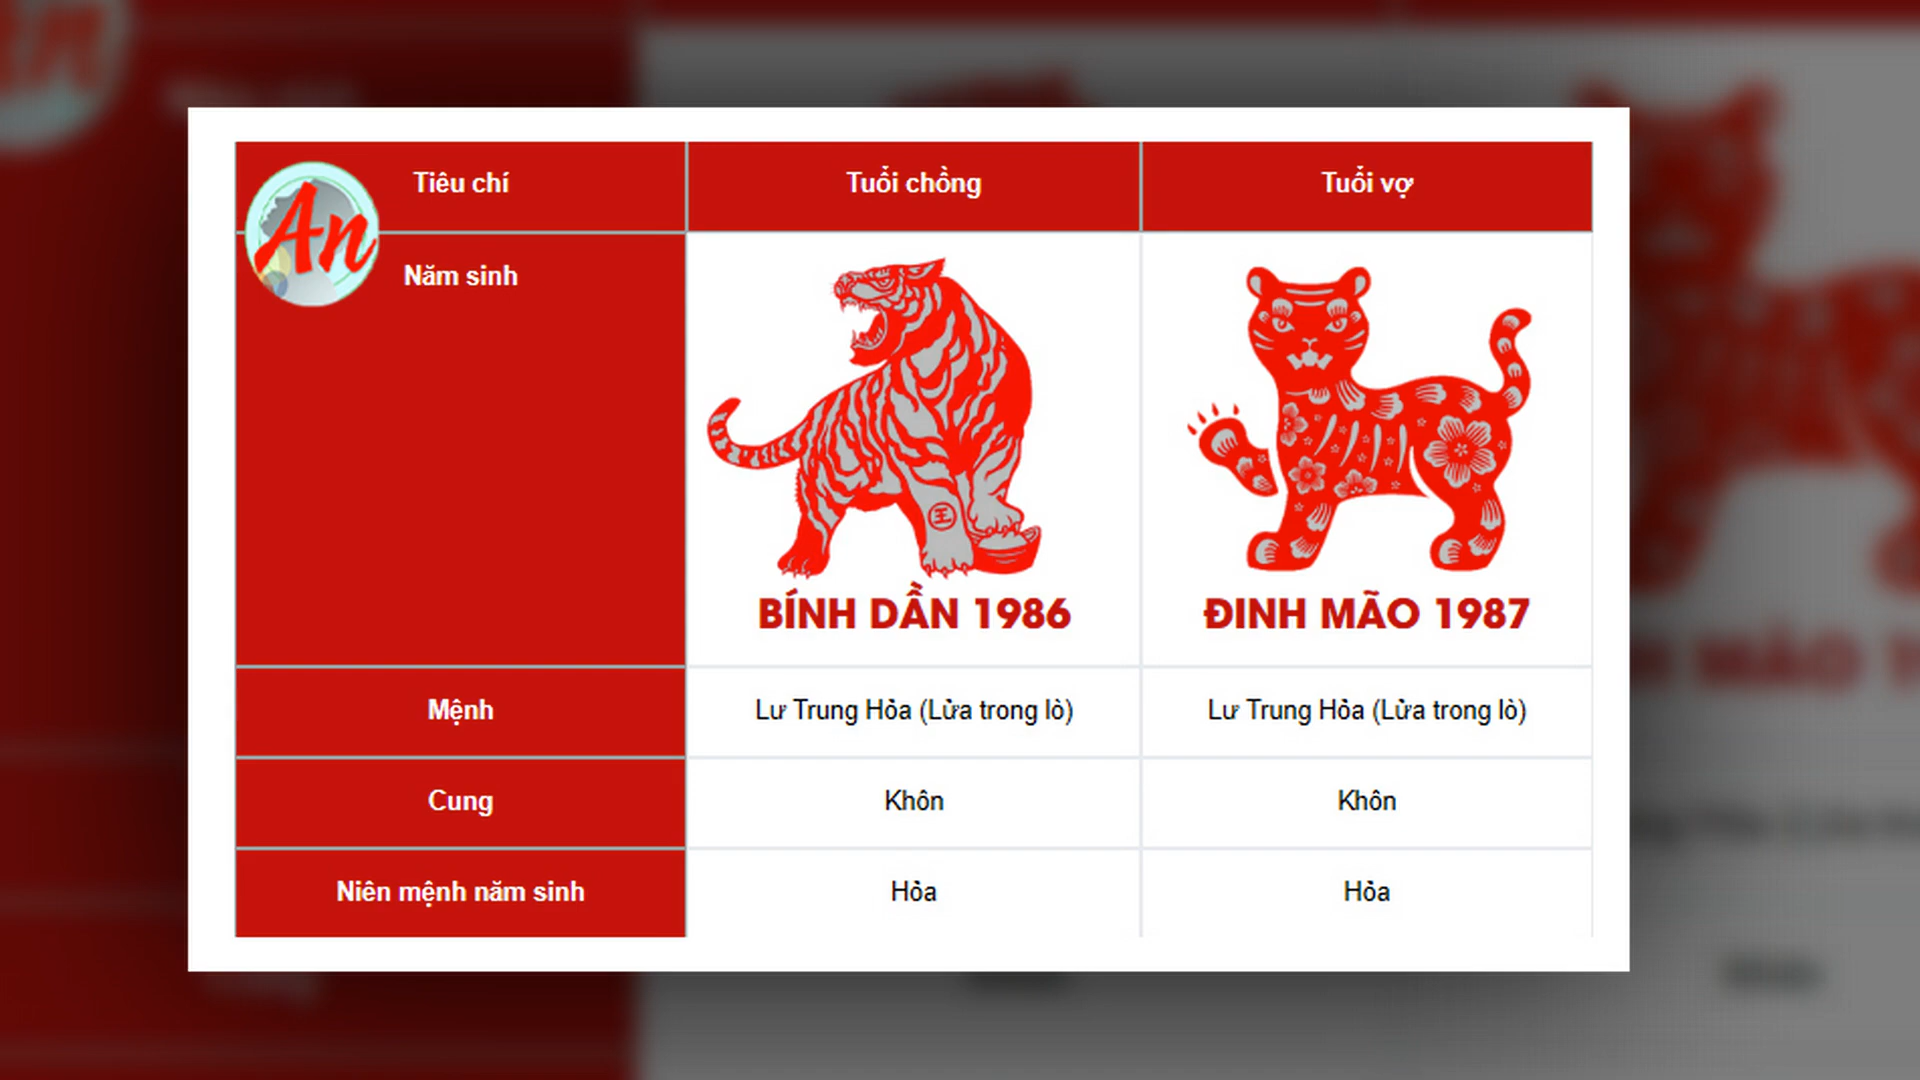 An
Tiêu chí
Tuổi chồng
Tuổi vợ
Năm sinh
王
BÍNH DẦN 1986
ĐINH MÃO 1987
Mệnh
Lư Trung Hỏa (Lửa trong lò)
Lư Trung Hỏa (Lửa trong lò)
Cung
Khôn
Khôn
Niên mệnh năm sinh
Hỏa
Hỏa